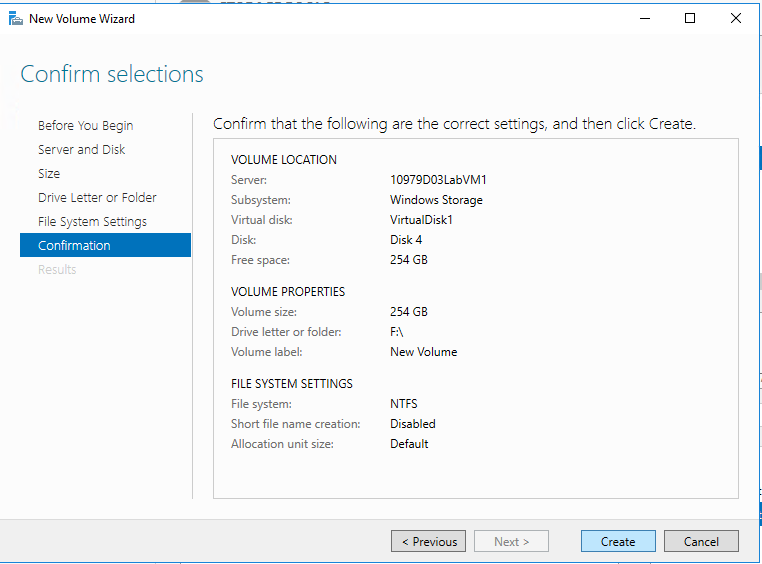 New Volume Wizard
Confirm selections
Before You Begin
Server and Disk
Size
Drive Letter or Folder
File System Settings
Confirmation
Results
Confirm that the following are the correct settings, and then click Create.
VOLUME LOCATION
Server: 10979D03LabVM1
Subsystem: Windows Storage
Virtual disk: VirtualDisk1
Disk: Disk 4
Free space: 254 GB
VOLUME PROPERTIES
Volume size: 254 GB
Drive letter or folder: F:\
Volume label: New Volume
FILE SYSTEM SETTINGS
File system: NTFS
Short file name creation: Disabled
Allocation unit size: Default
< Previous Next > Create Cancel